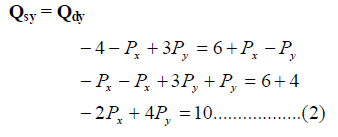 Qsy = Qdy
−4 − Px + 3Py = 6 + Px − Py
−Px − Px + 3Py + Py = 6 + 4
−2Px + 4Py = 10..................(2)